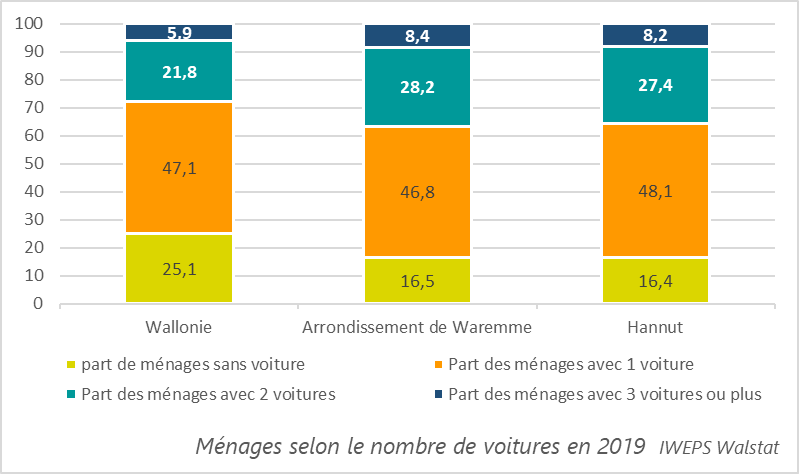 100
90
80
70
60
50
40
30
20
10
0
5,9
8,4
8,2
21,8
28,2
27,4
47,1
46,8
48,1
25,1
16,5
16,4
Wallonie
Arrondissement de Waremme
Hannut
part de ménages sans voiture
Part des ménages avec 1 voiture
Part des ménages avec 2 voitures
Part des ménages avec 3 voitures ou plus
Ménages selon le nombre de voitures en 2019 IWEPS Walstat